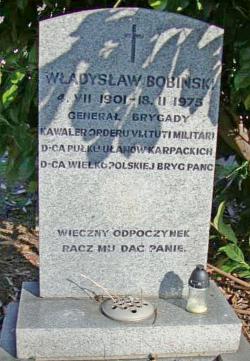 WŁADYSŁAW BOBIŃSKI
4.VII 1901-18.II 1975
GENERAŁ BRYGADY
KAWALER ORDERU VIRTUTI MILITARI
D-CA PUŁKU UŁANÓW KARPACKICH
D-CA WIELKOPOLSKIEJ BRYG PANC
WIECZNY ODPOCZYNEK
RACZ MU DAĆ PANIE.